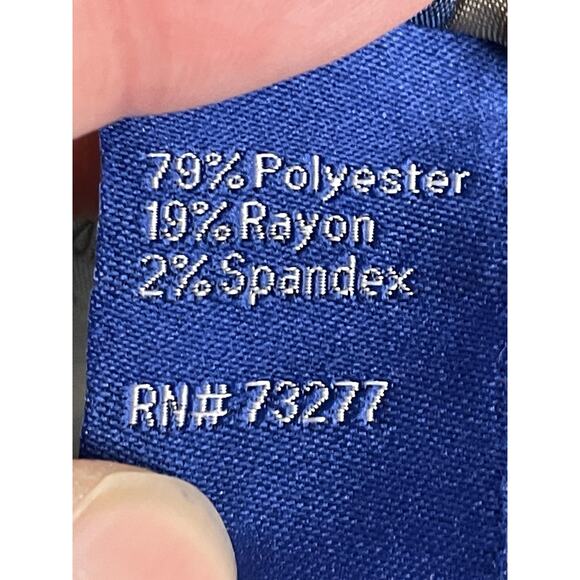 79% Polyester
19% Rayon
2% Spandex
RN# 73277